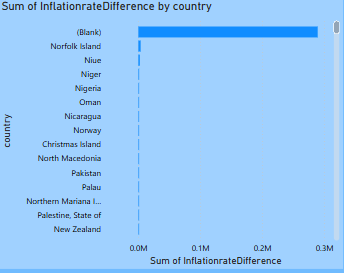 Sum of InflationrateDifference by country
(Blank)
Norfolk Island
Niue
Niger
Nigeria
Oman
Nicaragua
Norway
Christmas Island
North Macedonia
Pakistan
Palau
Northern Mariana I...
Palestine, State of
New Zealand
country
0.0M 0.1M 0.2M 0.3M
Sum of InflationrateDifference